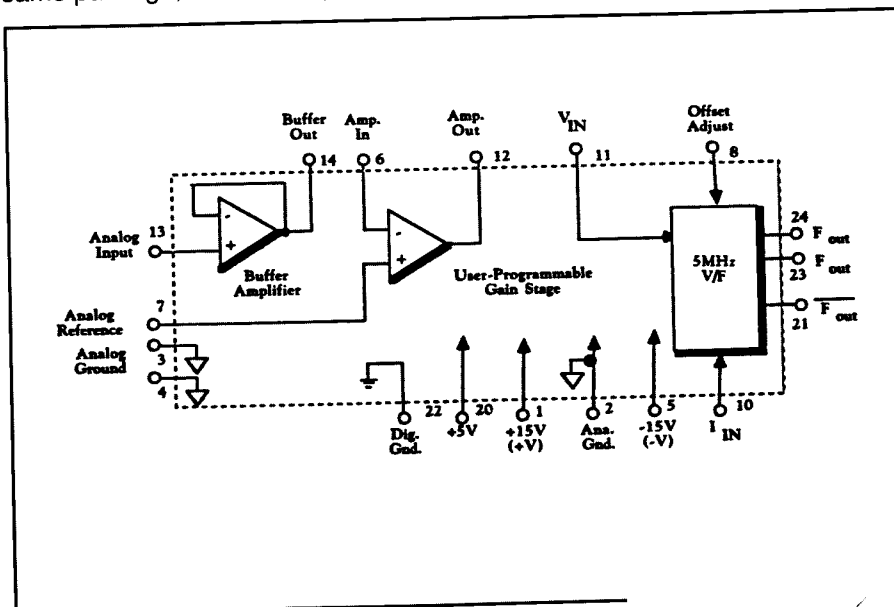 Buffer Out
14
Amp. In
6
Amp. Out
12
V IN
11
Offset Adjust
8
Analog Input
13
-
+
Buffer Amplifier
-
+
User-Programmable Gain Stage
5MHz V/F
24
F out
23
F out
21
F out
Analog Reference
7
Analog Ground
3
4
22
Dig. Gnd.
20
+5V
1
+15V (+V)
2
Ana. Gnd.
5
-15V (-V)
10
I IN